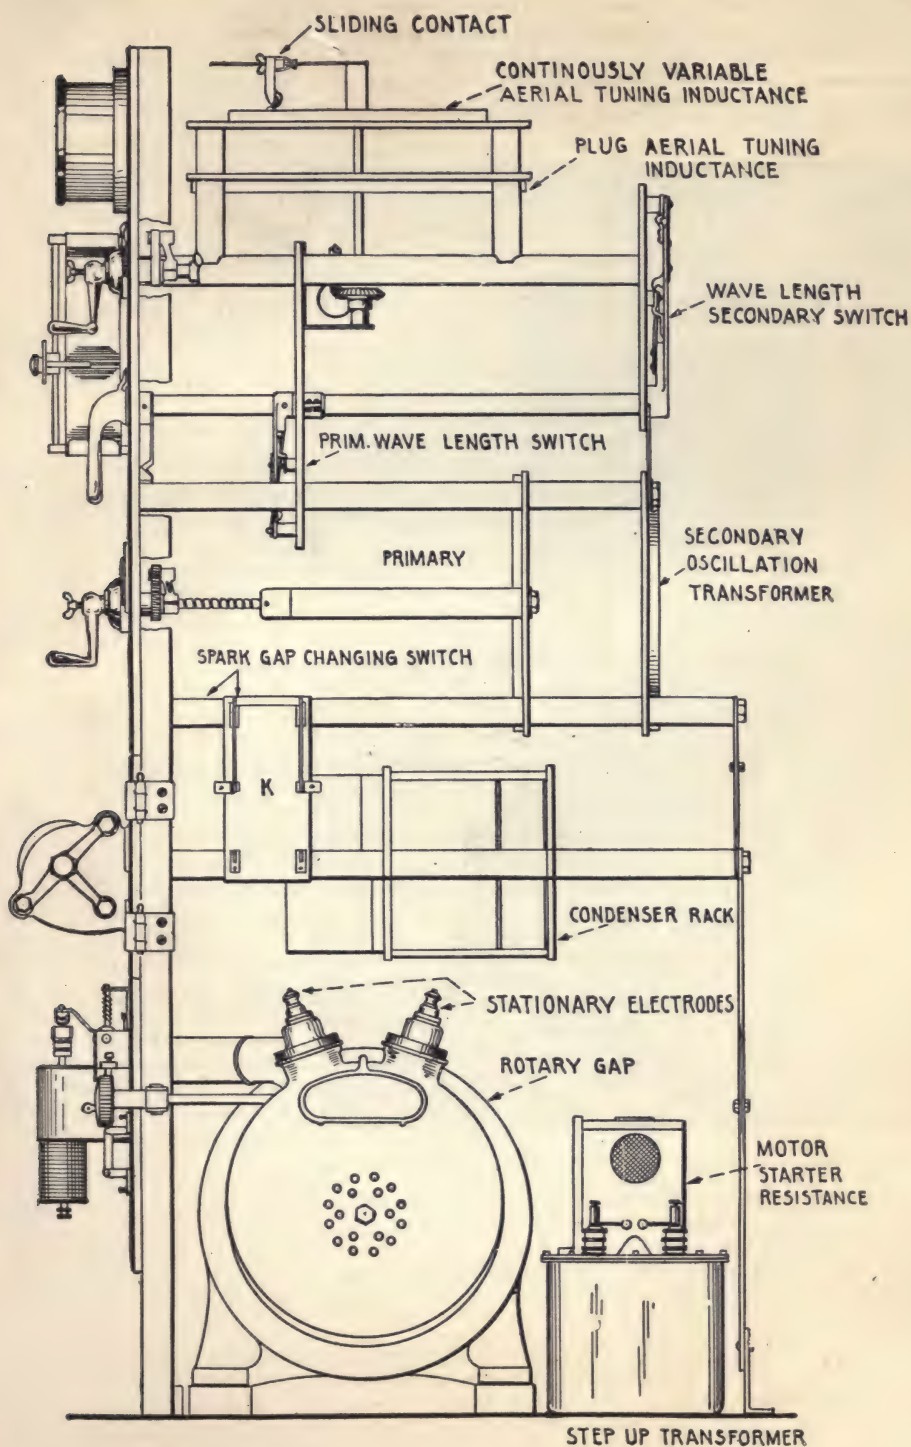 SLIDING CONTACT
CONTINOUSLY VARIABLE
AERIAL TUNING INDUCTANCE
PLUG AERIAL TUNING
INDUCTANCE
WAVE LENGTH
SECONDARY SWITCH
PRIM. WAVE LENGTH SWITCH
SECONDARY
OSCILLATION
TRANSFORMER
PRIMARY
SPARK GAP CHANGING SWITCH
K
CONDENSER RACK
STATIONARY ELECTRODES
ROTARY GAP
MOTOR
STARTER
RESISTANCE
STEP UP TRANSFORMER